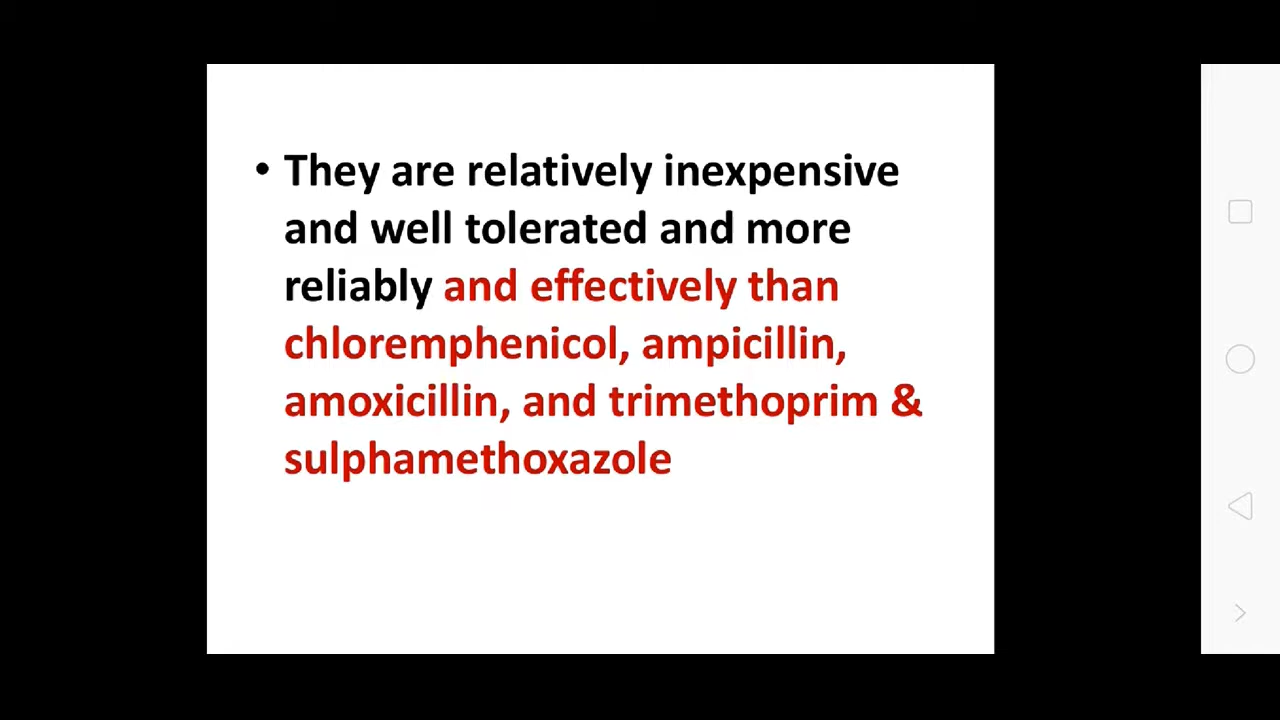 • They are relatively inexpensive
and well tolerated and more
reliably and effectively than
chloremphenicol, ampicillin,
amoxicillin, and trimethoprim &
sulphamethoxazole